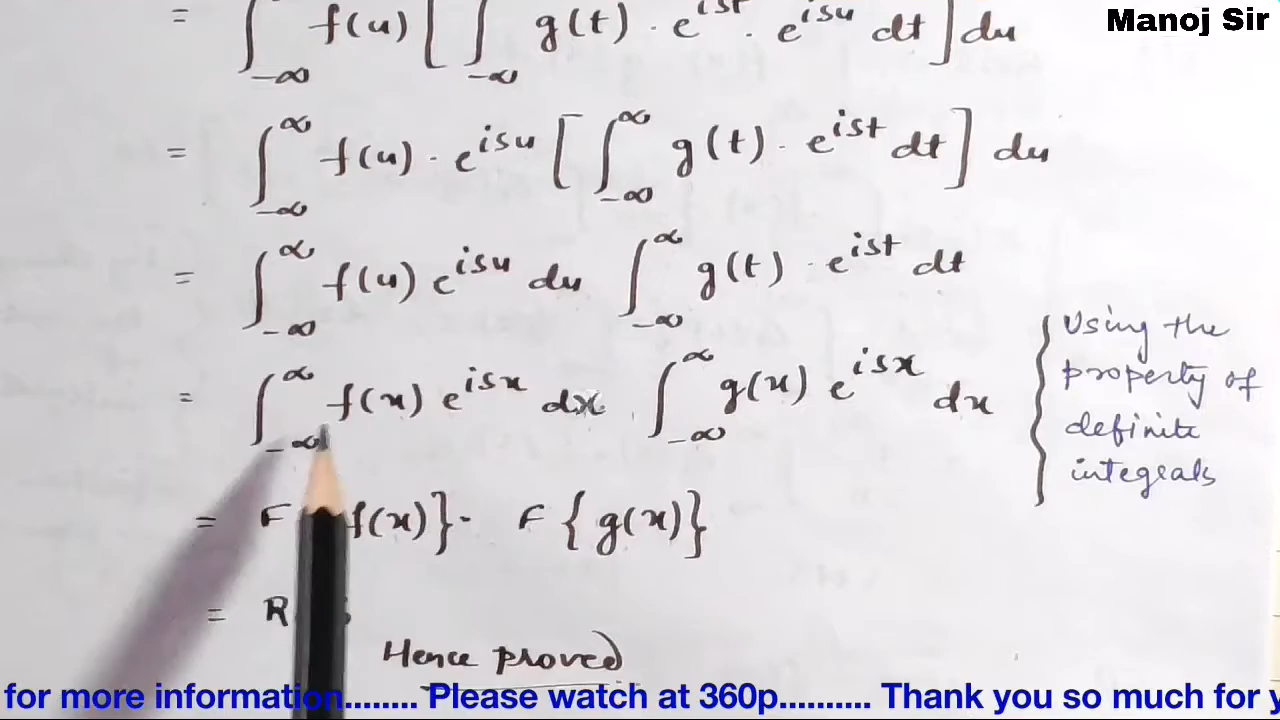 Manoj Sir
= ∫_{-∞} f(u) [ ∫_{-∞} g(t) · e^{ist} · e^{isu} dt ] du
= ∫_{-∞}^{∞} f(u) · e^{isu} [ ∫_{-∞}^{∞} g(t) · e^{ist} dt ] du
= ∫_{-∞}^{∞} f(u) e^{isu} du ∫_{-∞}^{∞} g(t) · e^{ist} dt
= ∫_{-∞}^{∞} f(x) e^{isx} dx · ∫_{-∞}^{∞} g(x) e^{isx} dx
{ Using the
property of
definite
integrals
= F f(x)} · F { g(x)}
= R
Hence proved
for more information........ Please watch at 360p.......... Thank you so much for